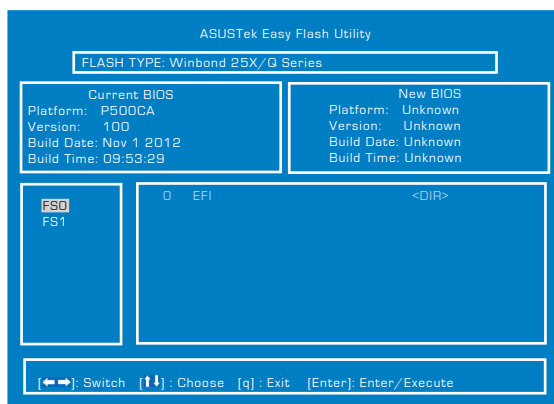 ASUSTek Easy Flash Utility
FLASH TYPE: Winbond 25X/Q Series
Current BIOS
Platform: P500CA
Version: 100
Build Date: Nov 1 2012
Build Time: 09:53:29
New BIOS
Platform: Unknown
Version: Unknown
Build Date: Unknown
Build Time: Unknown
FS0
FS1
0 EFI <DIR>
[←→]: Switch [↑↓] : Choose [q] : Exit [Enter]: Enter/Execute